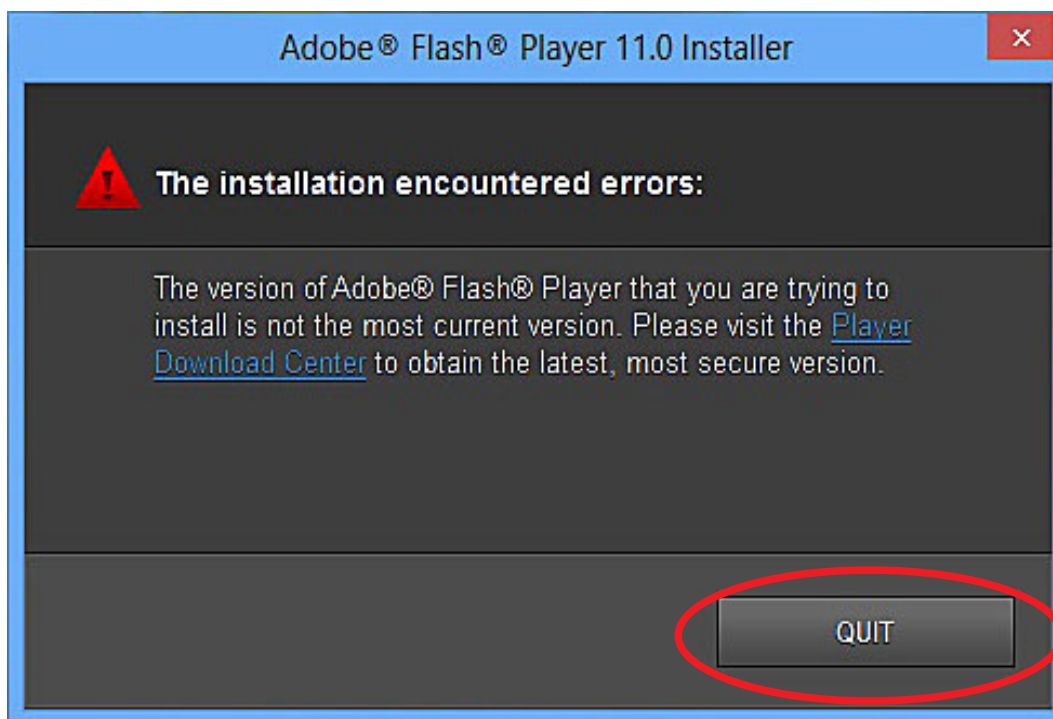 Adobe® Flash® Player 11.0 Installer
The installation encountered errors:
The version of Adobe® Flash® Player that you are trying to
install is not the most current version. Please visit the Player
Download Center to obtain the latest, most secure version.
QUIT